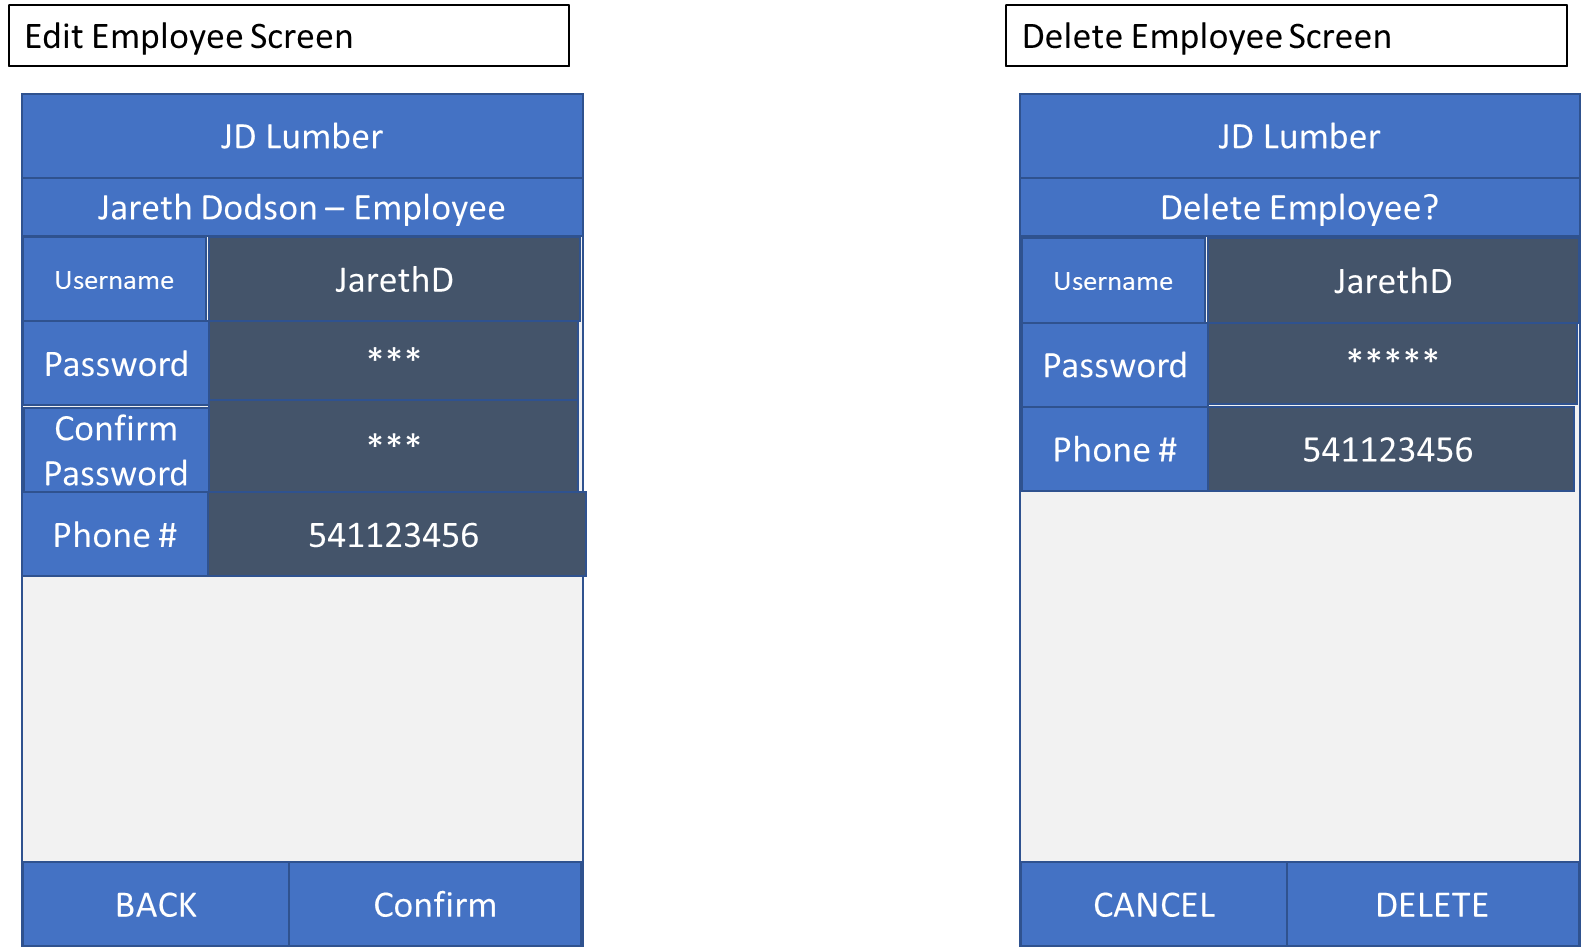 Edit Employee Screen
JD Lumber
Jareth Dodson – Employee
Username
JarethD
Password
***
Confirm
Password
***
Phone #
541123456
BACK
Confirm
Delete Employee Screen
JD Lumber
Delete Employee?
Username
JarethD
Password
*****
Phone #
541123456
CANCEL
DELETE